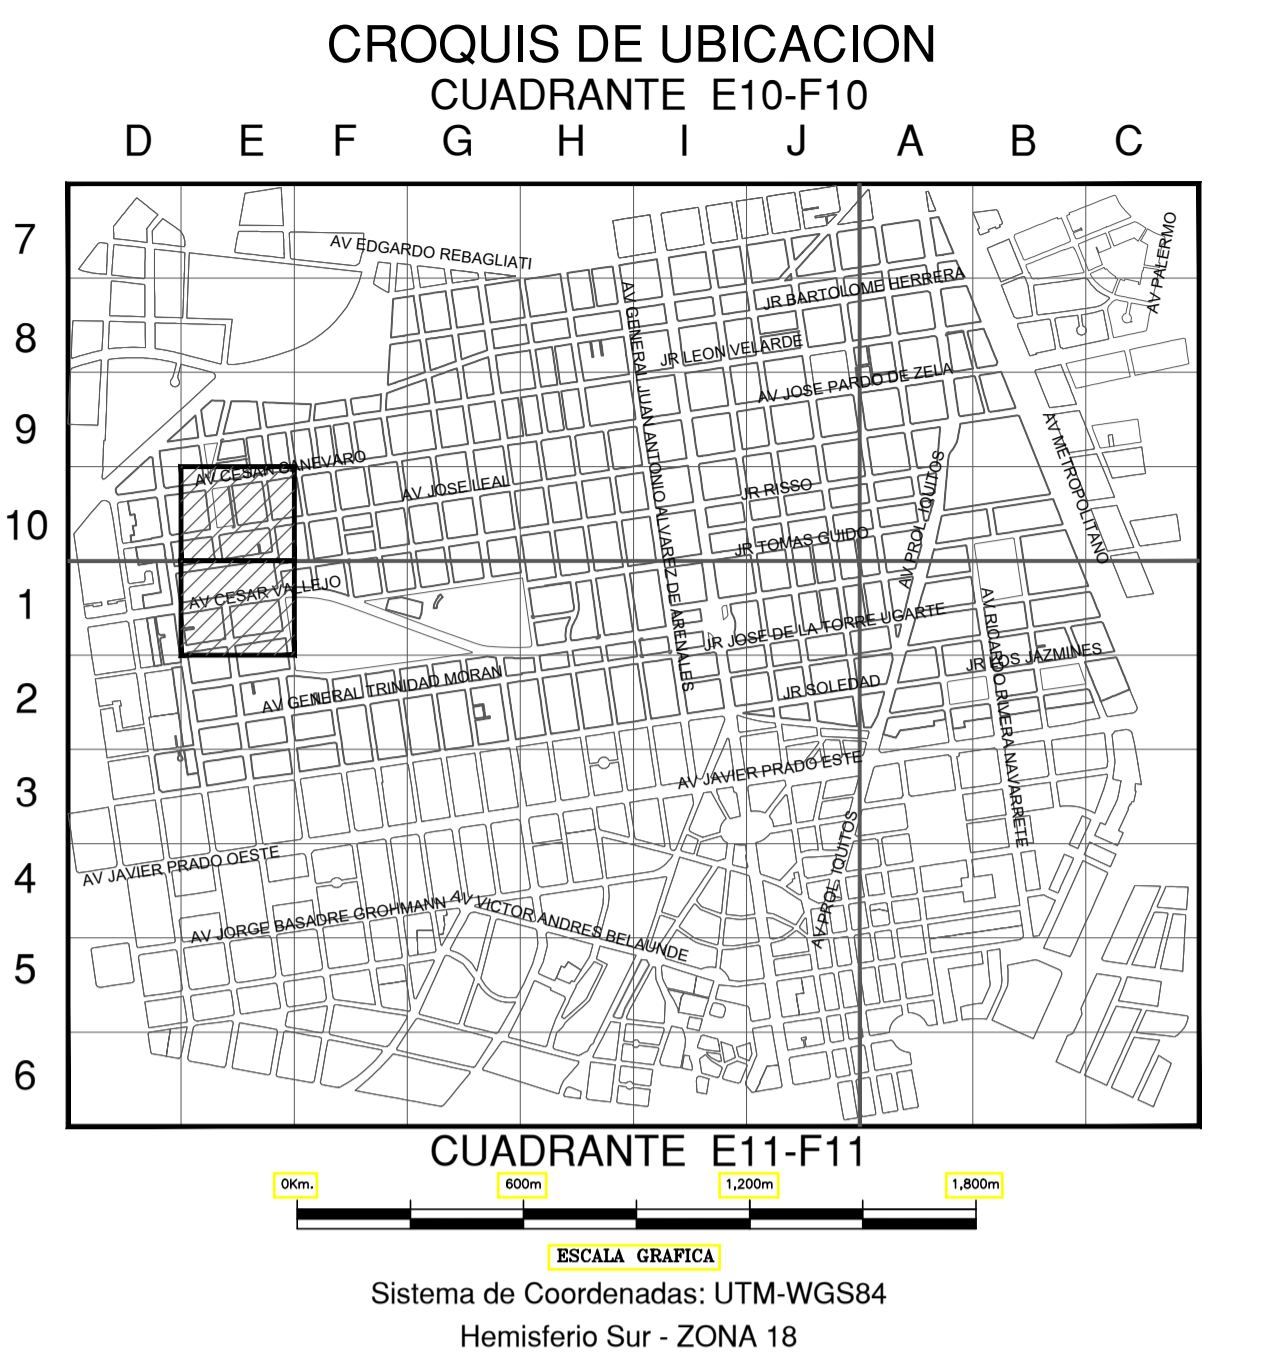 CROQUIS DE UBICACION
CUADRANTE E10-F10
D E F G H I J A B C
7
AV EDGARDO REBAGLIATI
AV PALERMO
JR BARTOLOME HERRERA
8
AV GENERAL JUAN ANTONIO ALVAREZ DE ARENALES
JR LEON VELARDE
AV JOSE PARDO DE ZELA
9
AV METROPOLITANO
AV CESAR CANEVARO
AV JOSE LEAL
JR RISSO
AV PROL IQUITOS
10
JR TOMAS GUIDO
AV CESAR VALLEJO
1
AV RICARDO RIVERA NAVARRETE
JR JOSE DE LA TORRE UGARTE
JR LOS JAZMINES
2
AV GENERAL TRINIDAD MORAN
JR SOLEDAD
AV JAVIER PRADO ESTE
3
AV PROL IQUITOS
AV JAVIER PRADO OESTE
4
AV JORGE BASADRE GROHMANN
AV VICTOR ANDRES BELAUNDE
5
6
CUADRANTE E11-F11
0Km. 600m 1,200m 1,800m
ESCALA GRAFICA
Sistema de Coordenadas: UTM-WGS84
Hemisferio Sur - ZONA 18